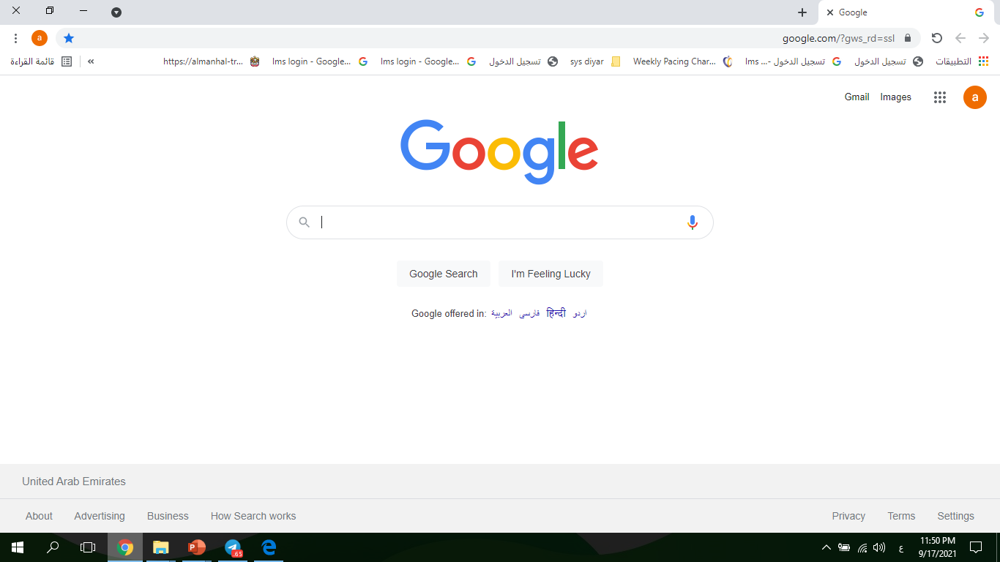 Google
google.com/?gws_rd=ssl
a
التطبيقات
تسجيل الدخول
lms ...- تسجيل الدخول
Weekly Pacing Char...
sys diyar
تسجيل الدخول
lms login - Google...
lms login - Google...
https://almanhal-tr...
«
قائمة القراءة
Gmail Images a
Google
Google Search I'm Feeling Lucky
Google offered in: العربية فارسی हिन्दी اردو
United Arab Emirates
About Advertising Business How Search works Privacy Terms Settings
11:50 PM
ع
9/17/2021